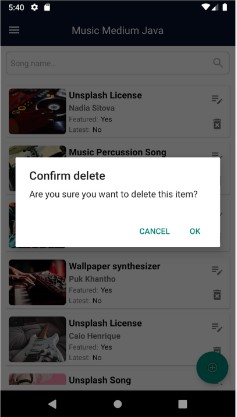 5:40
Music Medium Java
Song name...
Unsplash License
Nadia Sitova
Featured: Yes
Latest: No
Music Percussion Song
Confirm delete
Are you sure you want to delete this item?
CANCEL
OK
Wallpaper synthesizer
Puk Khantho
Featured: Yes
Latest: No
Unsplash License
Caio Henrique
Featured: Yes
Latest: No
Unsplash Song